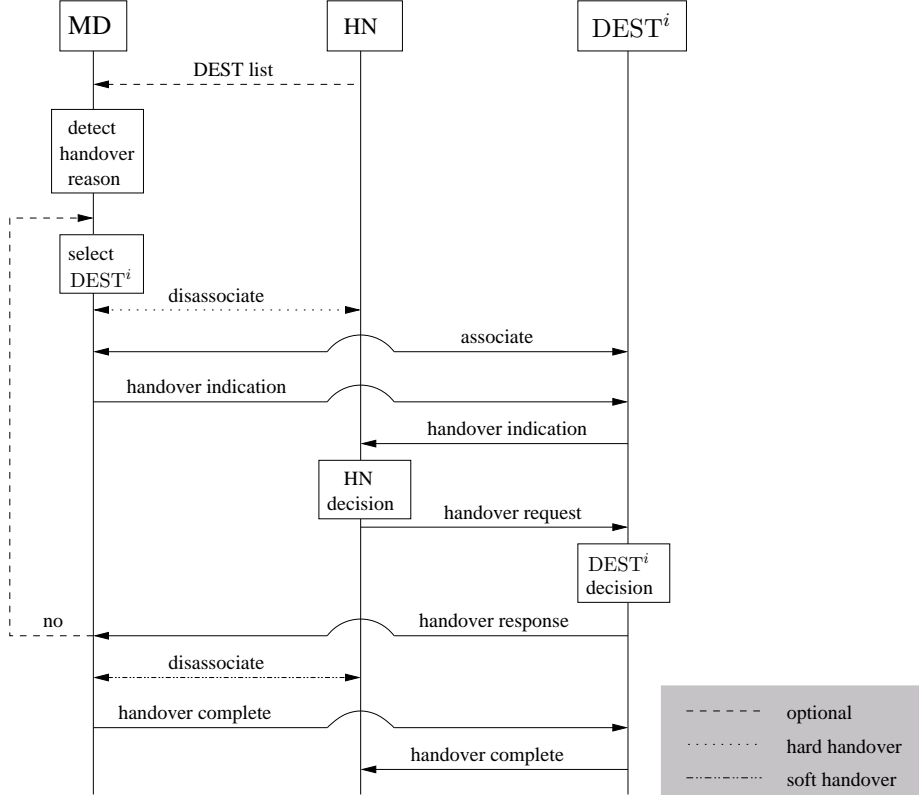 MD
HN
DEST^i
DEST list
detect
handover
reason
select
DEST^i
disassociate
associate
handover indication
handover indication
HN
decision
handover request
DEST^i
decision
no
handover response
disassociate
handover complete
handover complete
optional
hard handover
soft handover